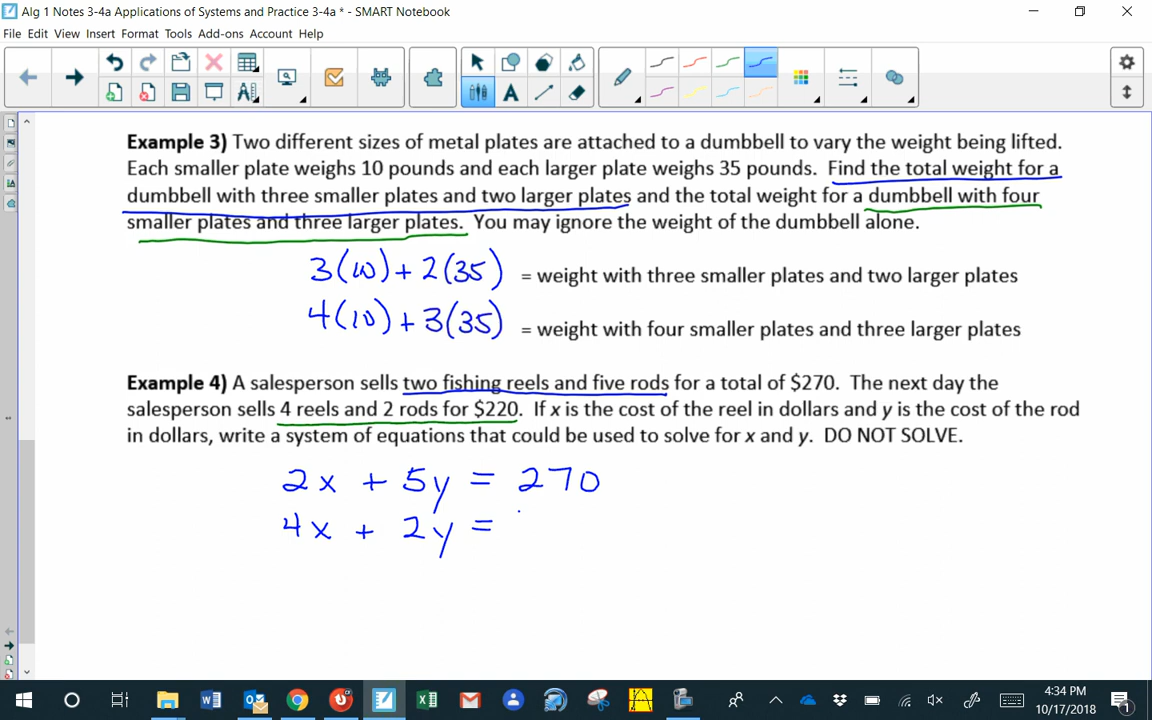 Alg 1 Notes 3-4a Applications of Systems and Practice 3-4a * - SMART Notebook
File Edit View Insert Format Tools Add-ons Account Help
Example 3) Two different sizes of metal plates are attached to a dumbbell to vary the weight being lifted.
Each smaller plate weighs 10 pounds and each larger plate weighs 35 pounds. Find the total weight for a
dumbbell with three smaller plates and two larger plates and the total weight for a dumbbell with four
smaller plates and three larger plates. You may ignore the weight of the dumbbell alone.
3(10) + 2(35) = weight with three smaller plates and two larger plates
4(10) + 3(35) = weight with four smaller plates and three larger plates
Example 4) A salesperson sells two fishing reels and five rods for a total of $270. The next day the
salesperson sells 4 reels and 2 rods for $220. If x is the cost of the reel in dollars and y is the cost of the rod
in dollars, write a system of equations that could be used to solve for x and y. DO NOT SOLVE.
2x + 5y = 270
4x + 2y =
4:34 PM
10/17/2018